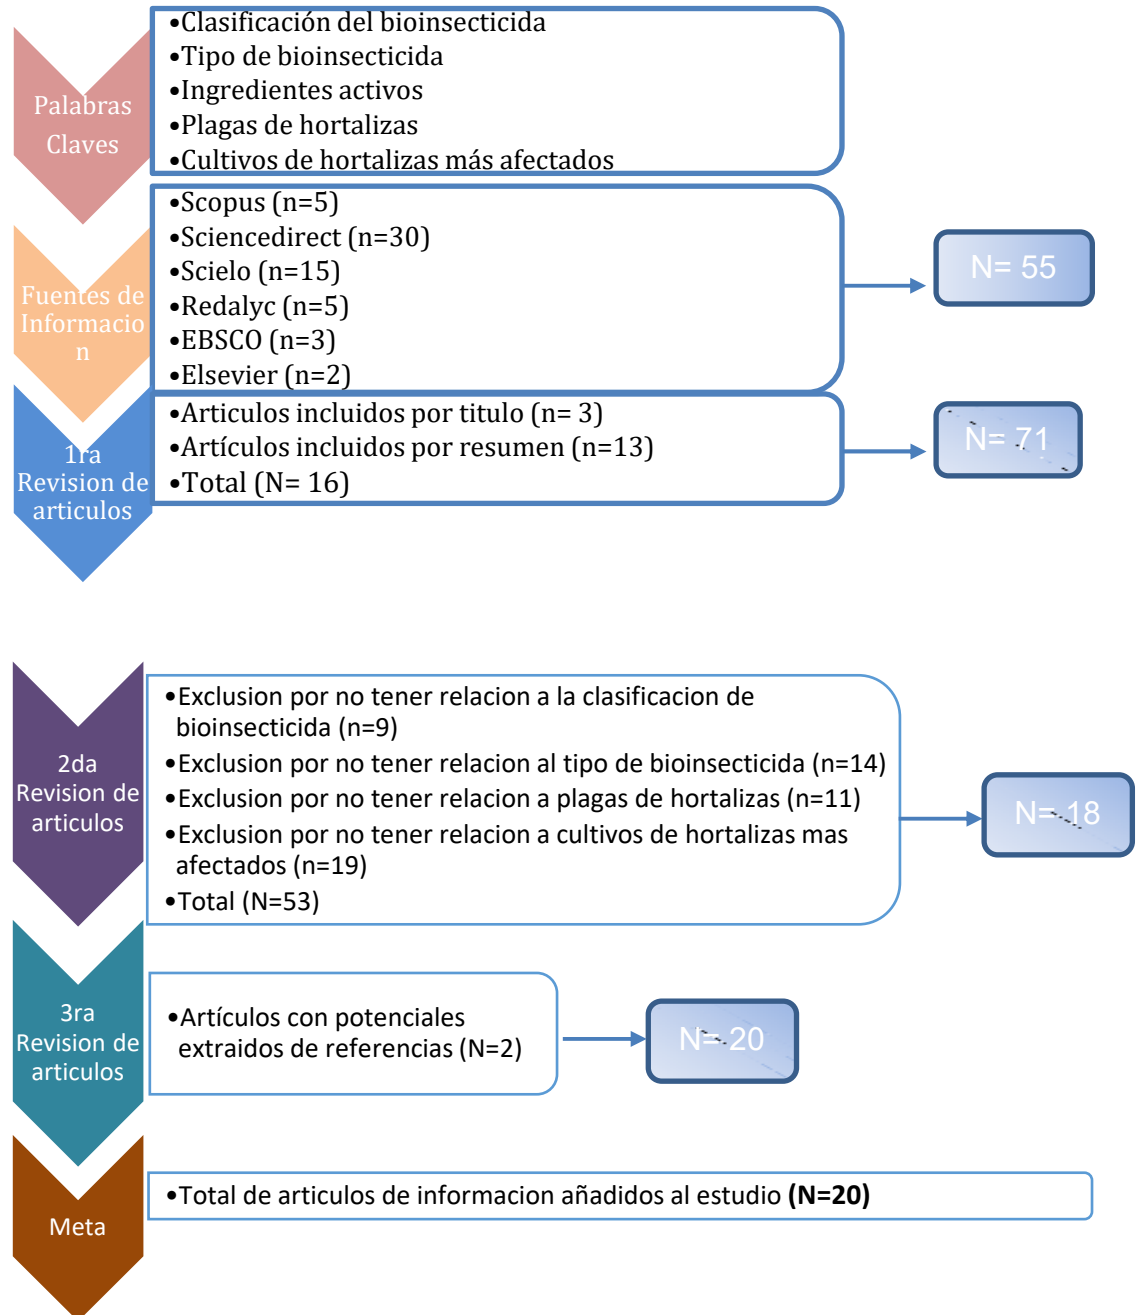 Palabras
Claves
•Clasificación del bioinsecticida
•Tipo de bioinsecticida
•Ingredientes activos
•Plagas de hortalizas
•Cultivos de hortalizas más afectados
Fuentes de
Informacio
n
•Scopus (n=5)
•Sciencedirect (n=30)
•Scielo (n=15)
•Redalyc (n=5)
•EBSCO (n=3)
•Elsevier (n=2)
N= 55
1ra
Revision de
articulos
•Articulos incluidos por titulo (n= 3)
•Artículos incluidos por resumen (n=13)
•Total (N= 16)
N= 71
2da
Revision de
articulos
•Exclusion por no tener relacion a la clasificacion de
bioinsecticida (n=9)
•Exclusion por no tener relacion al tipo de bioinsecticida (n=14)
•Exclusion por no tener relacion a plagas de hortalizas (n=11)
•Exclusion por no tener relacion a cultivos de hortalizas mas
afectados (n=19)
•Total (N=53)
N= 18
3ra
Revision de
articulos
•Artículos con potenciales
extraidos de referencias (N=2)
N= 20
Meta
•Total de articulos de informacion añadidos al estudio (N=20)